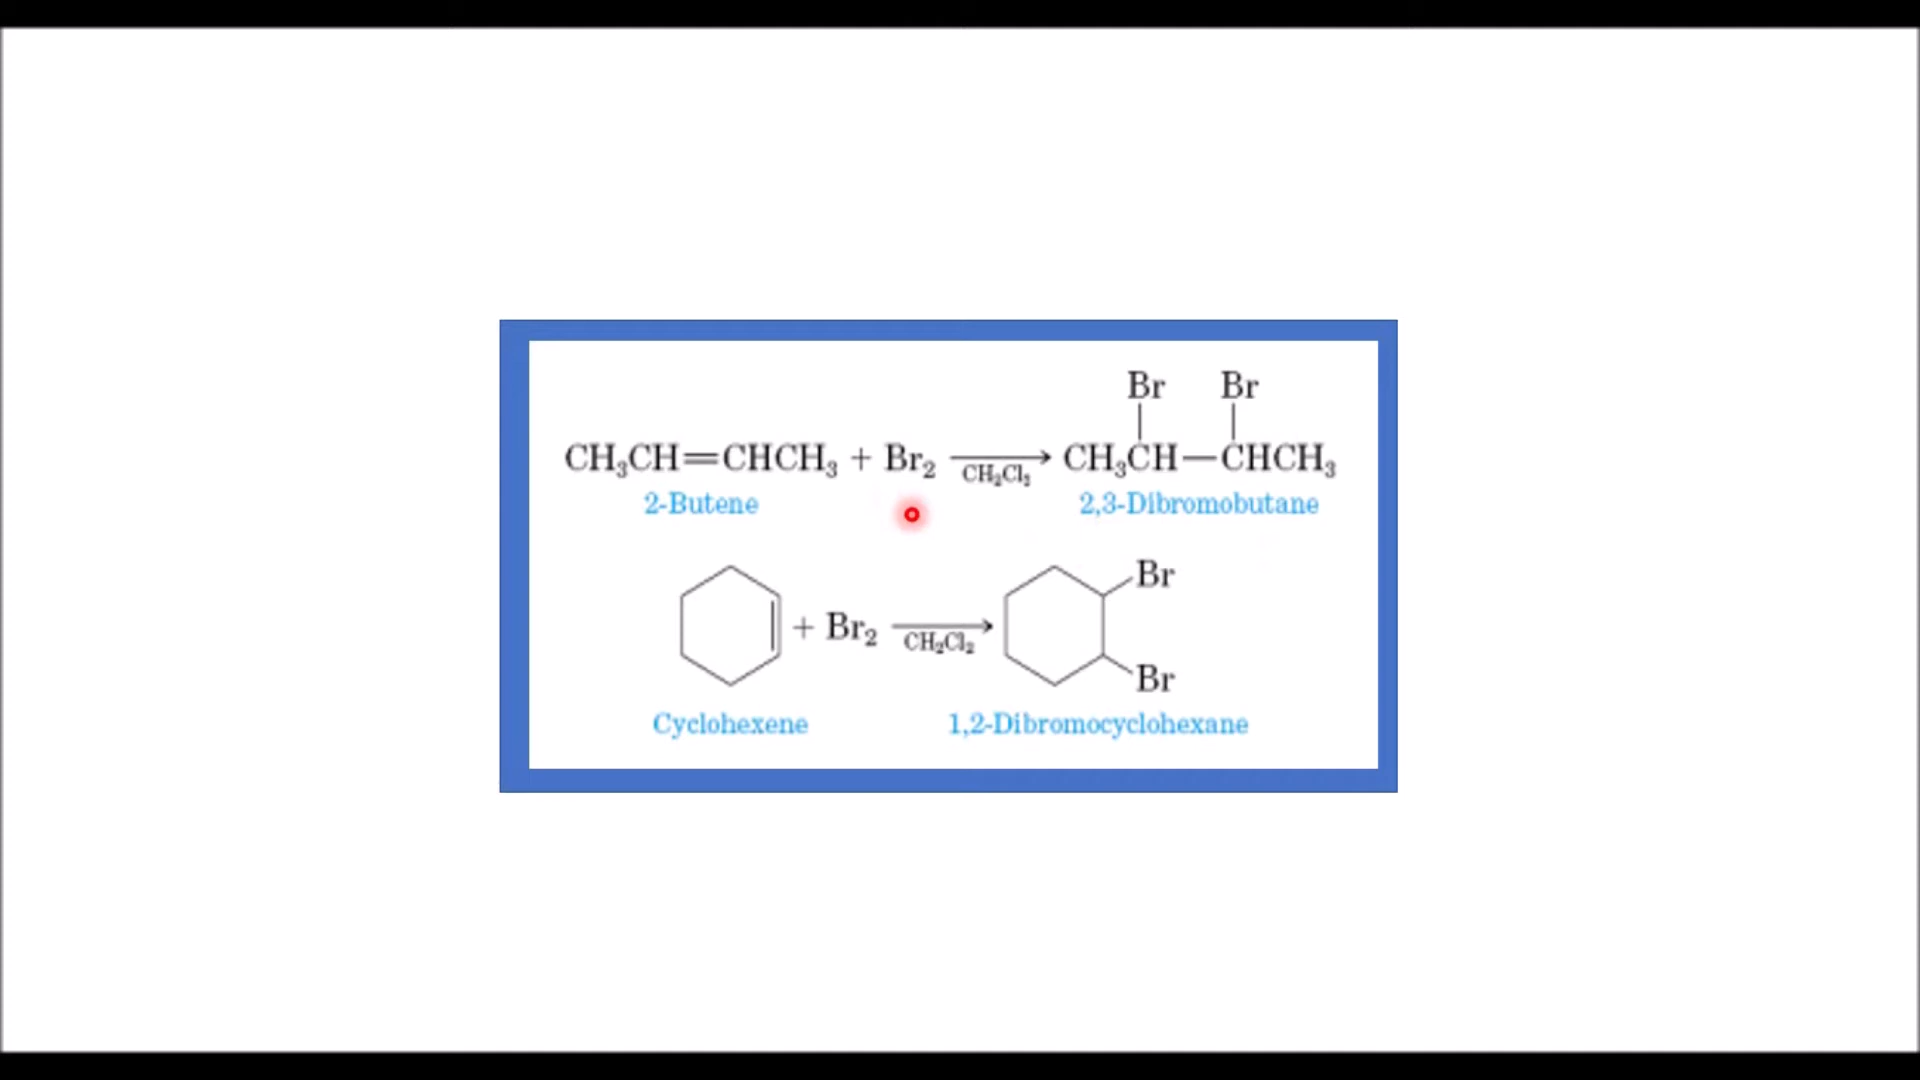 Br Br
CH₃CH=CHCH₃ + Br₂ ⟶ CH₃CH—CHCH₃
CH₂Cl₂
2-Butene 2,3-Dibromobutane
Br
+ Br₂ ⟶
CH₂Cl₂
Br
Cyclohexene 1,2-Dibromocyclohexane